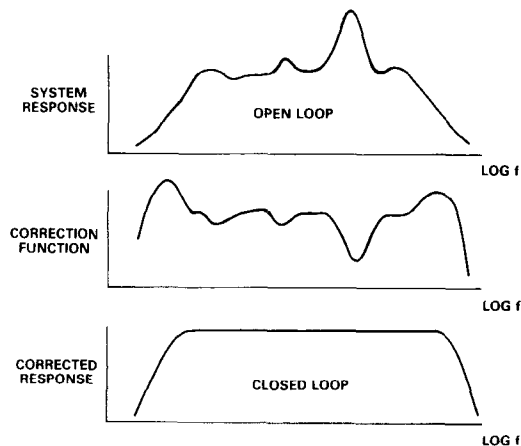 SYSTEM
RESPONSE
OPEN LOOP
LOG f
CORRECTION
FUNCTION
LOG f
CORRECTED
RESPONSE
CLOSED LOOP
LOG f